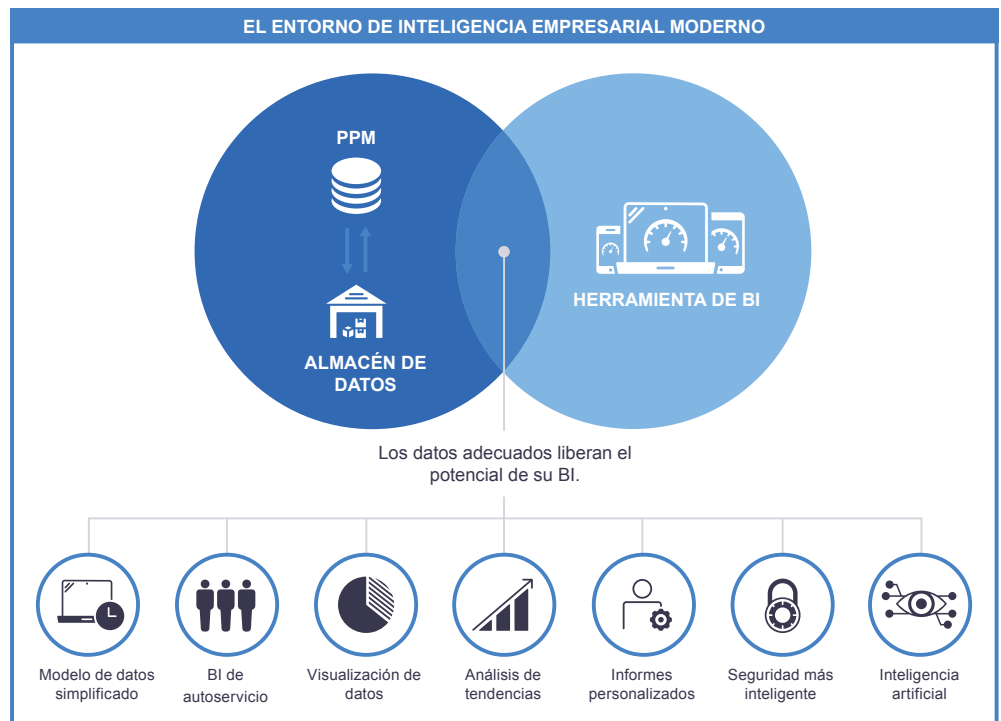 EL ENTORNO DE INTELIGENCIA EMPRESARIAL MODERNO
PPM
ALMACÉN DE
DATOS
HERRAMIENTA DE BI
Los datos adecuados liberan el
potencial de su BI.
Modelo de datos
simplificado
BI de
autoservicio
Visualización de
datos
Análisis de
tendencias
Informes
personalizados
Seguridad más
inteligente
Inteligencia
artificial